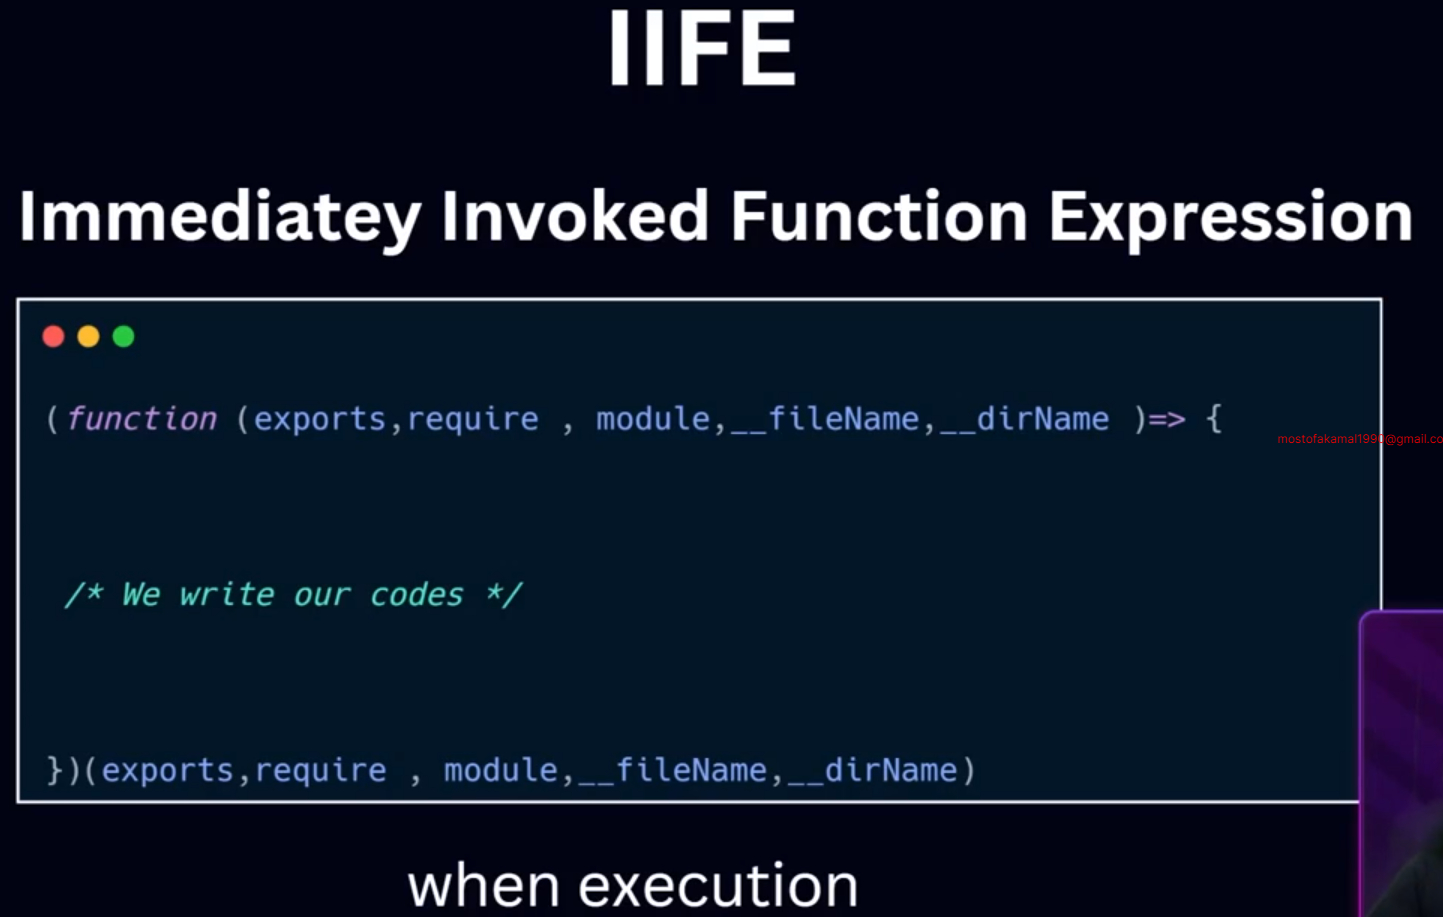 IIFE
Immediatey Invoked Function Expression
(function (exports,require , module,__fileName,__dirName )=> {
mostofakamal1990@gmail.co
/* We write our codes */
})(exports,require , module,__fileName,__dirName)
when execution